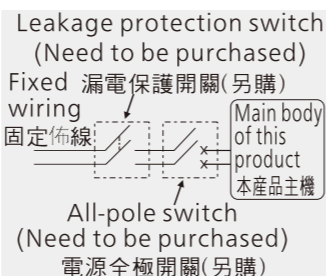 Leakage protection switch
(Need to be purchased)
Fixed 漏電保護開關(另購)
wiring
固定佈線
Main body
of this
product
本産品主機
All-pole switch
(Need to be purchased)
電源全極開關(另購)